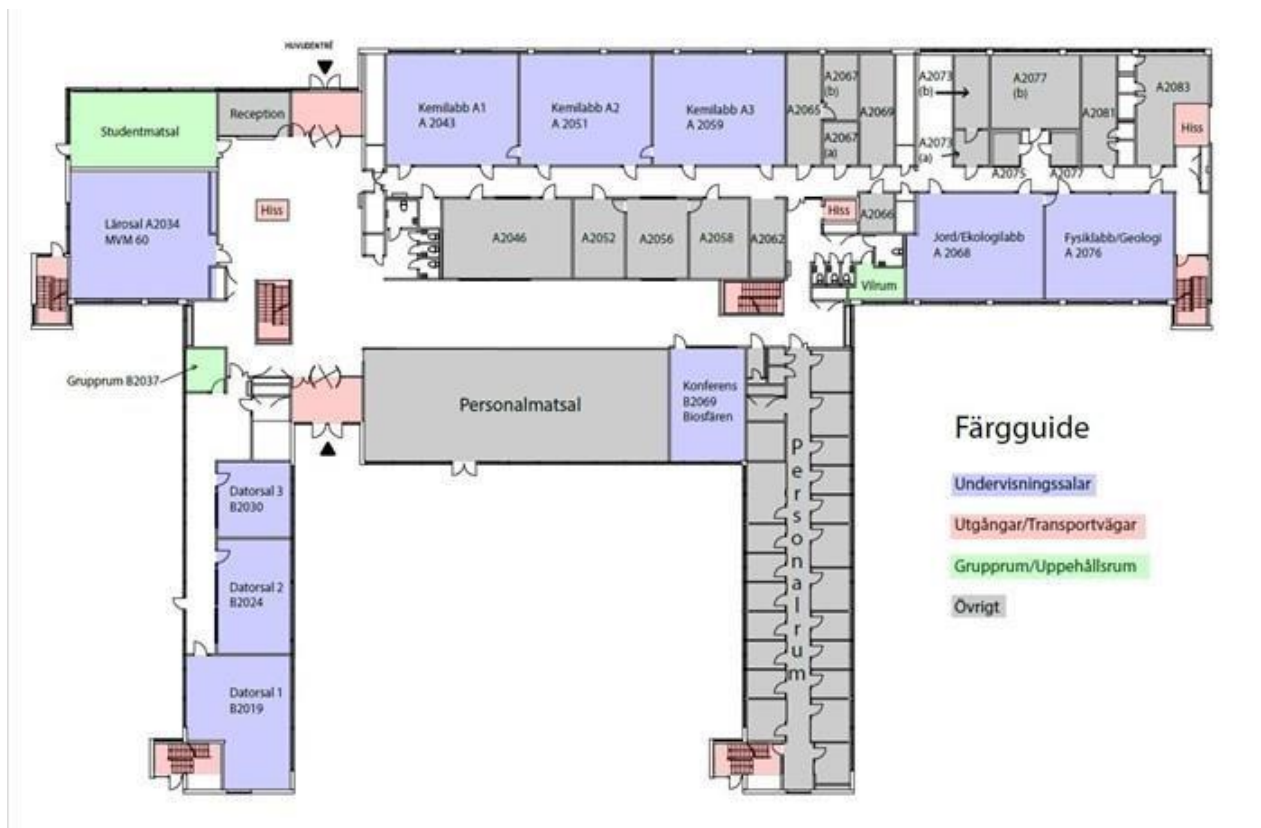 HUVUDENTRÉ
Studentmatsal
Reception
Kemilabb A1
A 2043
Kemilabb A2
A 2051
Kemilabb A3
A 2059
A2065
A2067
(b)
A2067
(a)
A2069
A2073
(b)
A2073
(a)
A2077
(b)
A2081
A2083
Hiss
A2075
A2077
Lärosal A2034
MVM 60
Hiss
A2046
A2052
A2056
A2058
A2062
Hiss
A2066
Jord/Ekologilabb
A 2068
Fysiklabb/Geologi
A 2076
Vilrum
Grupprum B2037
Personalmatsal
Konferens
B2069
Biosfären
Personalrum
Datorsal 3
B2030
Datorsal 2
B2024
Datorsal 1
B2019
Färgguide
Undervisningssalar
Utgångar/Transportvägar
Grupprum/Uppehållsrum
Övrigt